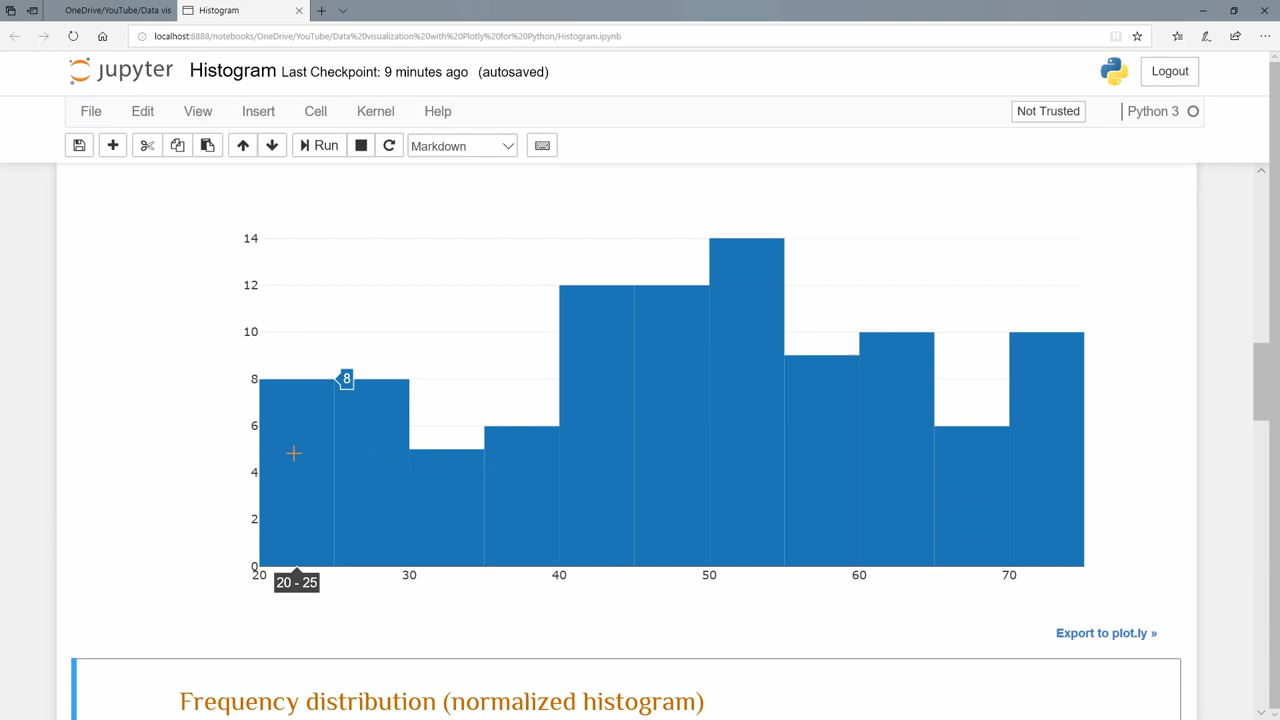 OneDrive/YouTube/Data vis
Histogram
localhost:8888/notebooks/OneDrive/YouTube/Data%20visualization%20with%20Plotly%20for%20Python/Histogram.ipynb
jupyter Histogram Last Checkpoint: 9 minutes ago (autosaved)
Logout
File Edit View Insert Cell Kernel Help
Not Trusted
Python 3
Run
Markdown
14
12
10
8
8
6
4
2
0
20 30 40 50 60 70
20 - 25
Export to plot.ly »
Frequency distribution (normalized histogram)